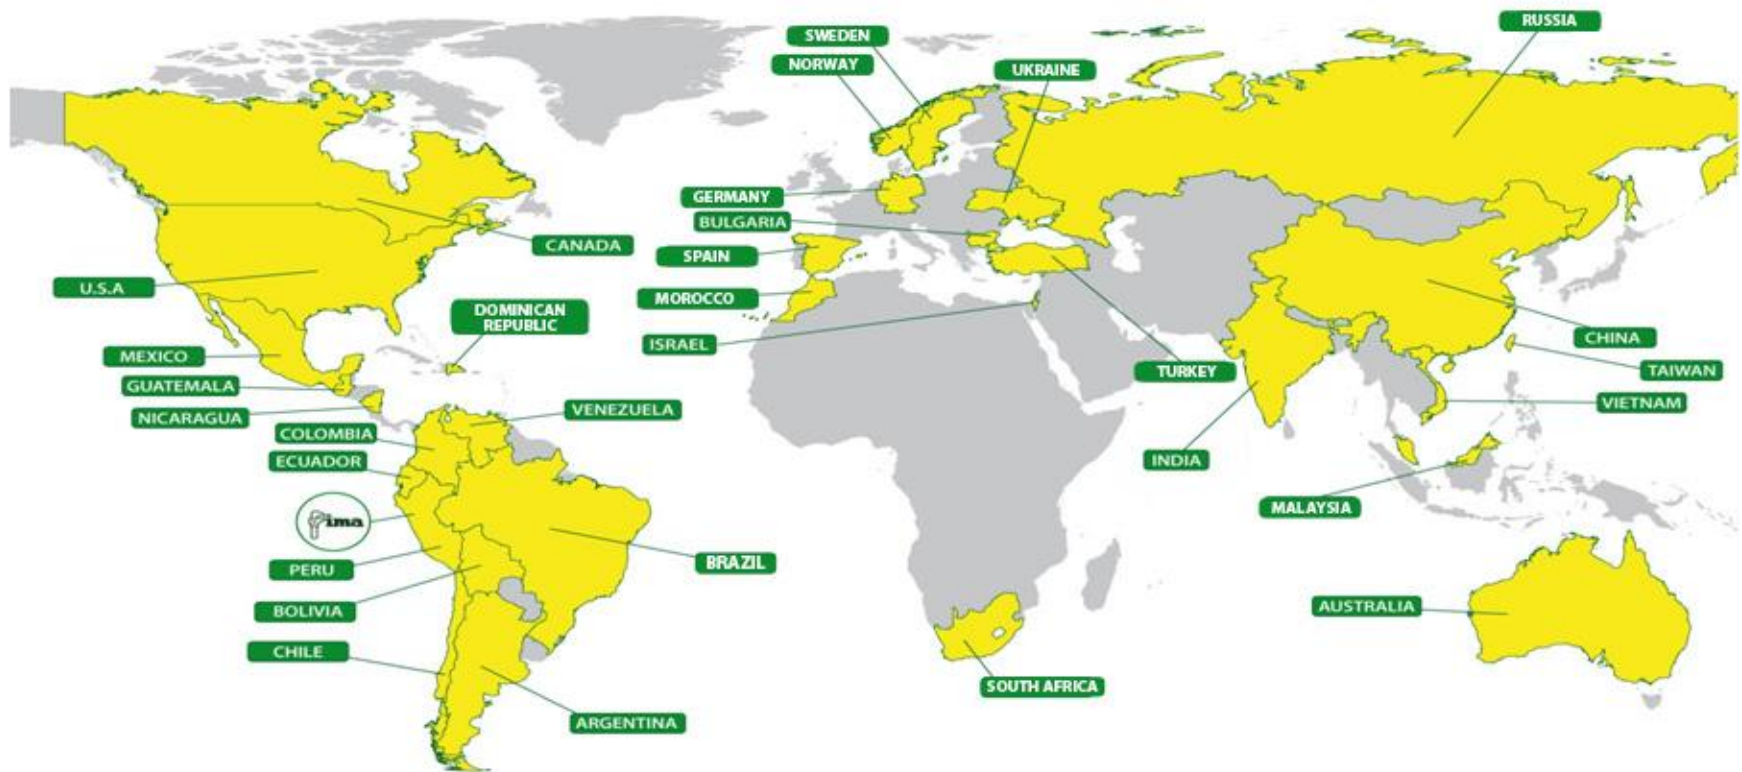 RUSSIA
SWEDEN
NORWAY
UKRAINE
GERMANY
BULGARIA
CANADA
SPAIN
U.S.A
MOROCCO
DOMINICAN
REPUBLIC
ISRAEL
CHINA
MEXICO
TURKEY
TAIWAN
GUATEMALA
VIETNAM
NICARAGUA
VENEZUELA
COLOMBIA
ECUADOR
INDIA
MALAYSIA
ima
PERU
BRAZIL
BOLIVIA
AUSTRALIA
CHILE
SOUTH AFRICA
ARGENTINA